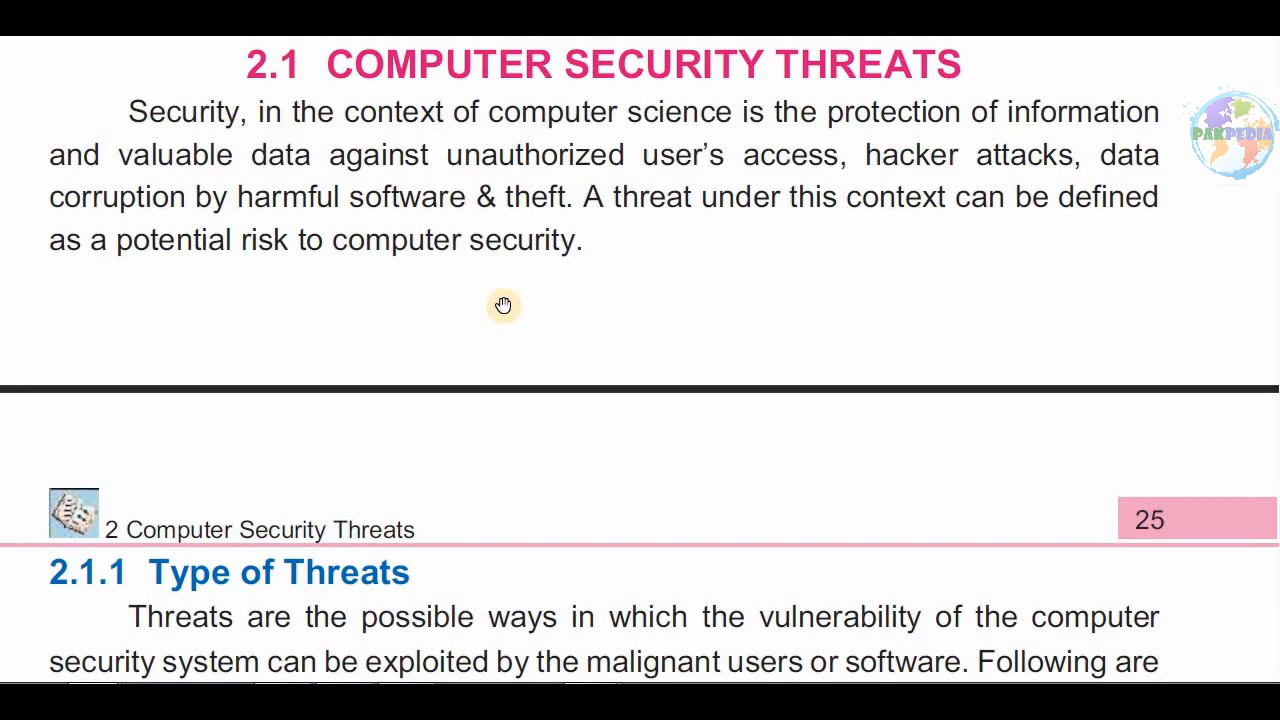 2.1 COMPUTER SECURITY THREATS
Security, in the context of computer science is the protection of information
and valuable data against unauthorized user's access, hacker attacks, data
corruption by harmful software & theft. A threat under this context can be defined
as a potential risk to computer security.
PAKPEDIA
2 Computer Security Threats
25
2.1.1 Type of Threats
Threats are the possible ways in which the vulnerability of the computer
security system can be exploited by the malignant users or software. Following are